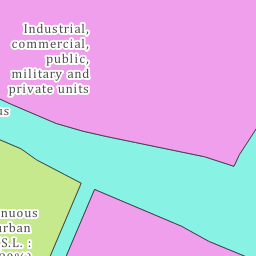 Industrial,
commercial,
public,
military and
private units
us
nuous
urban
S.L. :